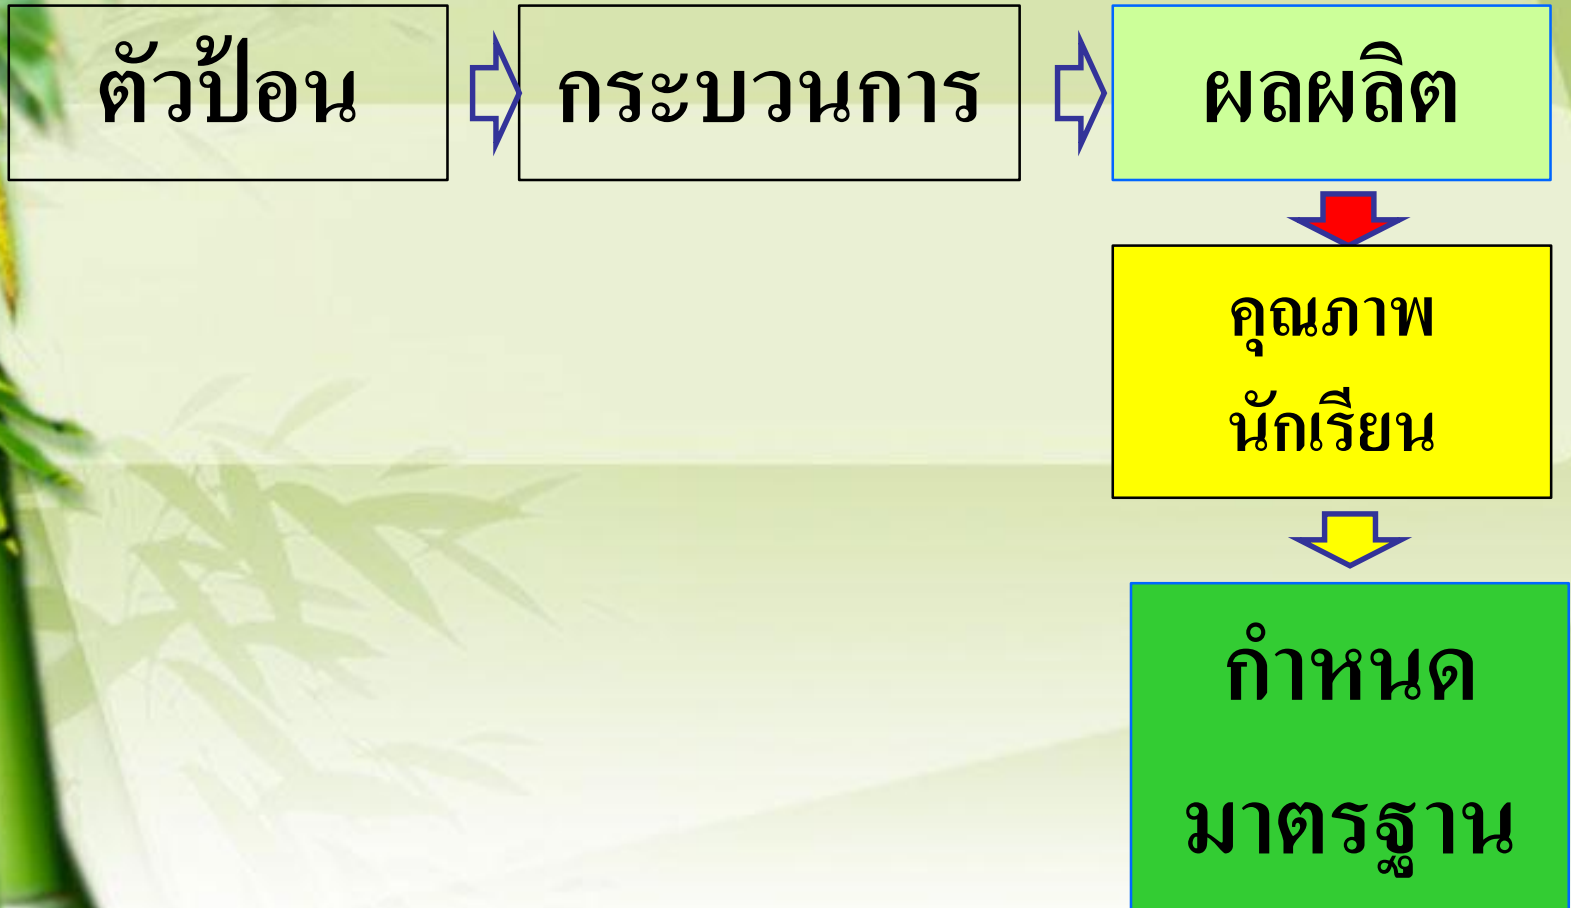 ตัวป้อน
กระบวนการ
ผลผลิต
คุณภาพ
นักเรียน
กำหนด
มาตรฐาน